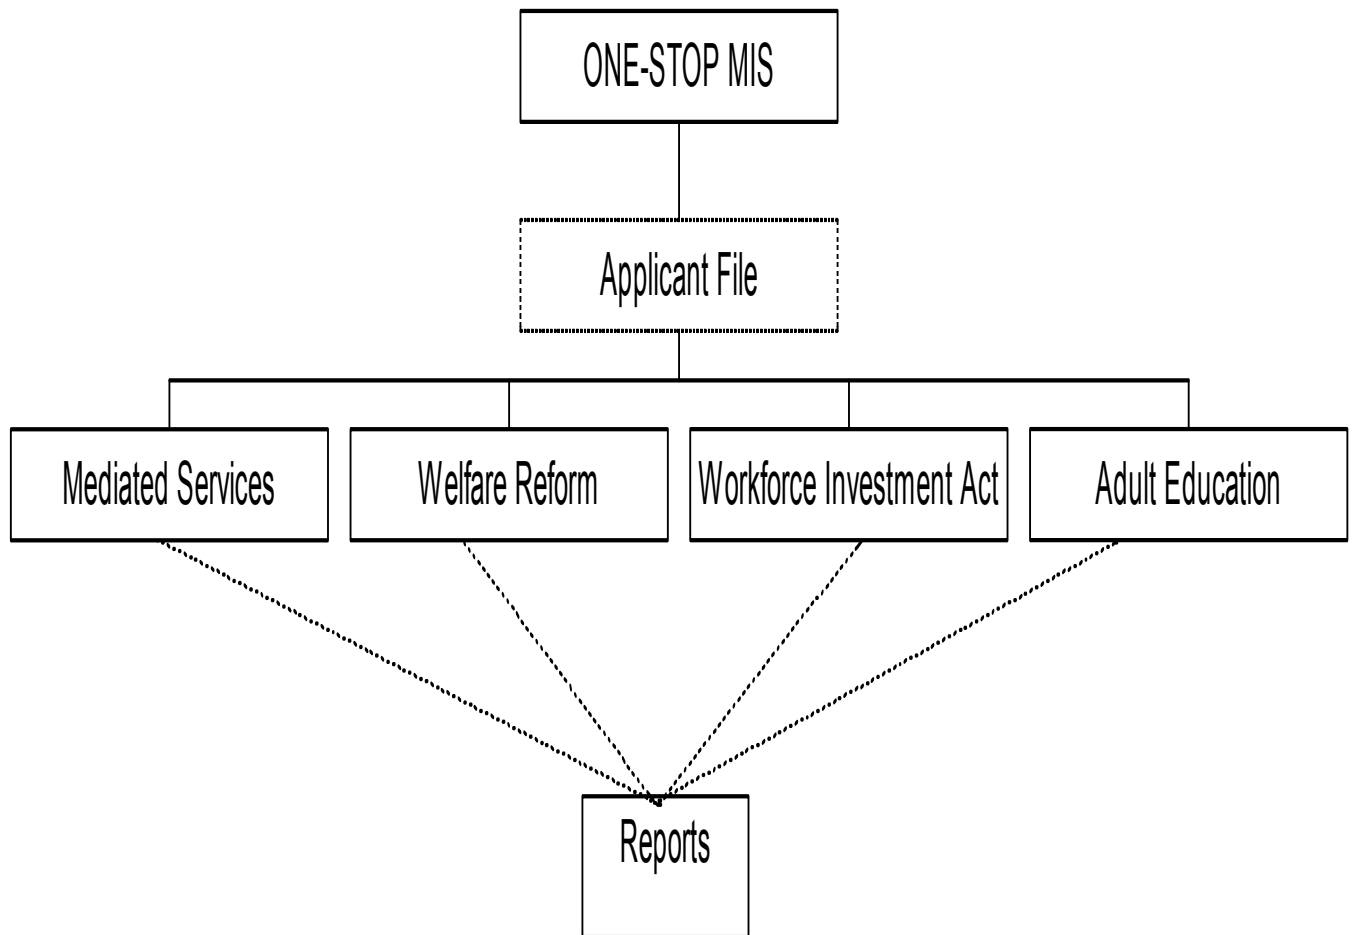 ONE-STOP MIS
Applicant File
Mediated Services
Welfare Reform
Workforce Investment Act
Adult Education
Reports